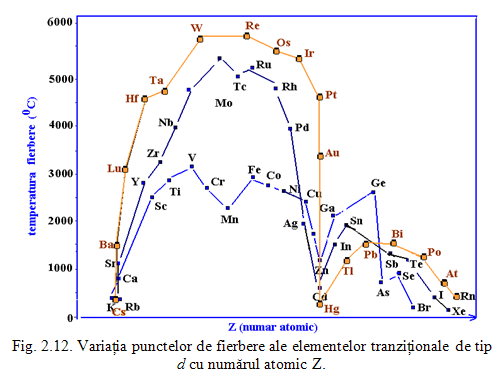 6000
5000
4000
3000
2000
1000
0
temperatura fierbere (⁰C)
W
Re
Os
Ir
Ta
Hf
Ru
Tc
Rh
Mo
Pt
Nb
Pd
Zr
Au
Lu
Y
V
Fe
Co
Ni
Cr
Ti
Sc
Mn
Cu
Ge
Ga
Ag
Sn
Ba
In
Bi
Pb
Po
Sr
Zn
Tl
Sb
Te
Ca
Se
At
As
K
Rb
Cs
Cd
Hg
I
Rn
Br
Xe
Z (numar atomic)
Fig. 2.12. Variația punctelor de fierbere ale elementelor tranziționale de tip
d cu numărul atomic Z.